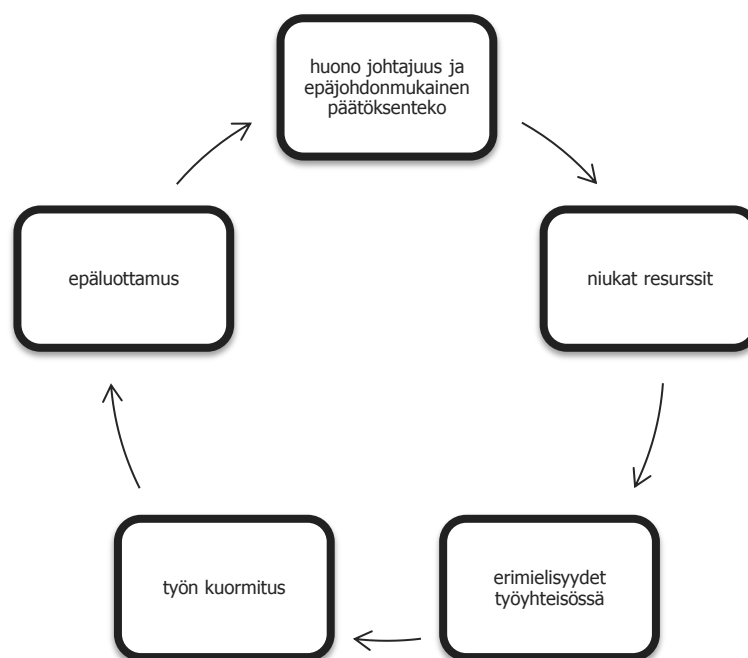 huono johtajuus ja
epäjohdonmukainen
päätöksenteko
niukat resurssit
erimielisyydet
työyhteisössä
työn kuormitus
epäluottamus